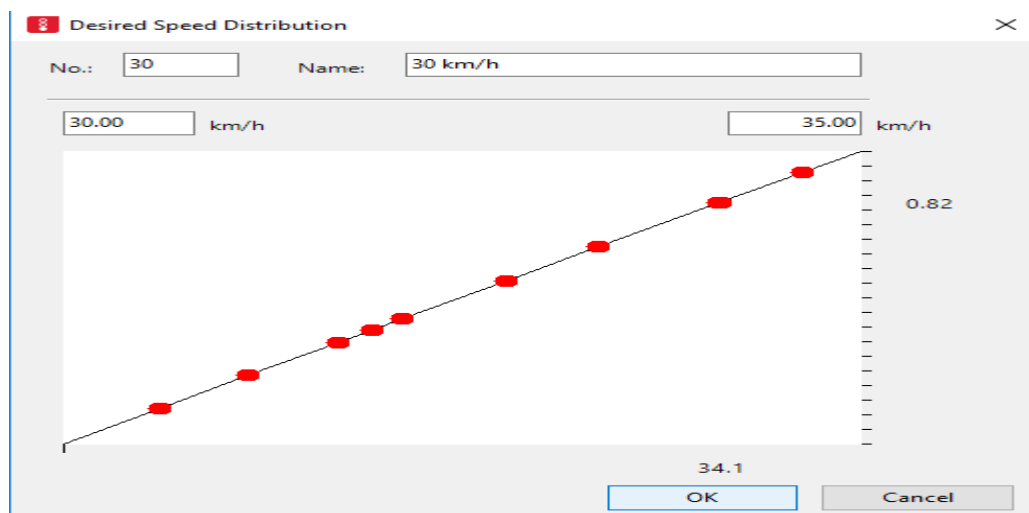 Desired Speed Distribution
No.: 30 Name: 30 km/h
30.00 km/h 35.00 km/h
0.82
34.1
OK Cancel